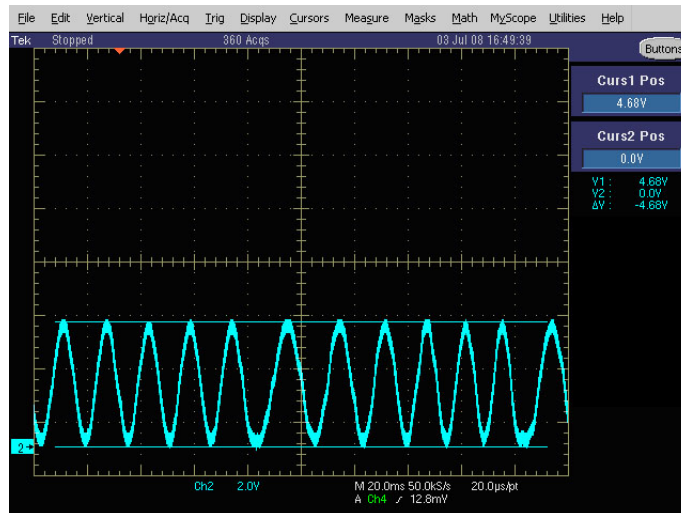 File Edit Vertical Horiz/Acq Trig Display Cursors Measure Masks Math MyScope Utilities Help
Tek Stopped 360 Acqs 03 Jul 08 16:49:39
Buttons
Curs1 Pos
4.68V
Curs2 Pos
0.0V
V1 : 4.68V
V2 : 0.0V
ΔV : -4.68V
2
Ch2 2.0V M 20.0ms 50.0kS/s 20.0µs/pt
A Ch4 / 12.8mV